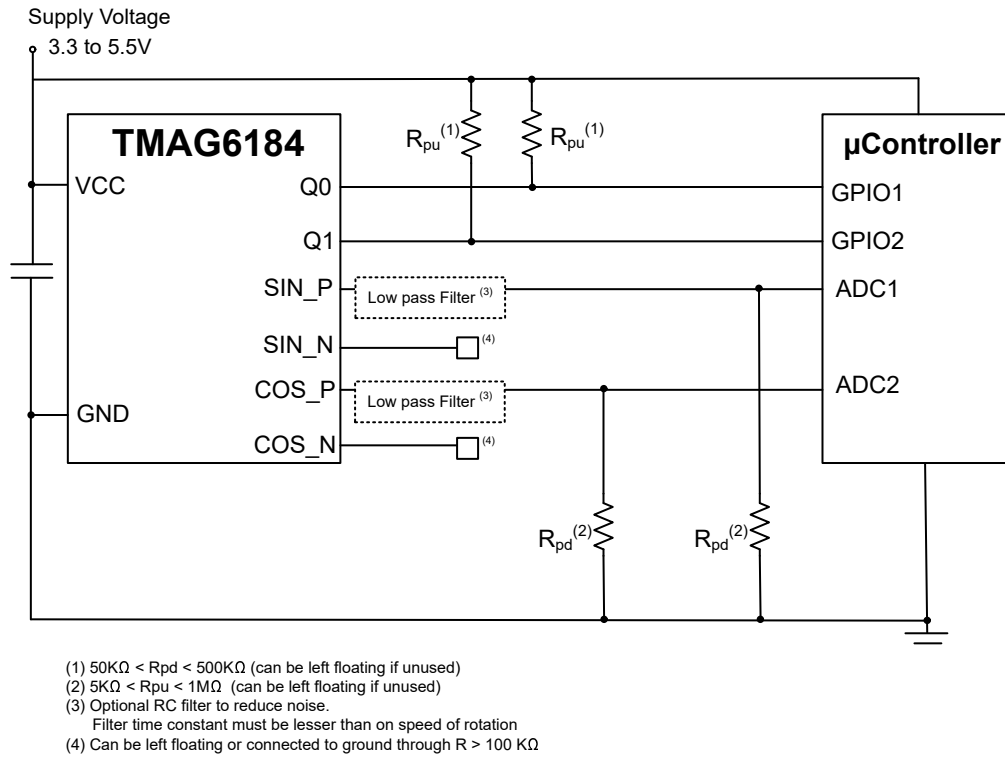 Supply Voltage
3.3 to 5.5V
TMAG6184
µController
R_pu(1)
R_pu(1)
VCC
Q0
GPIO1
Q1
GPIO2
SIN_P
Low pass Filter (3)
ADC1
SIN_N
(4)
COS_P
Low pass Filter (3)
ADC2
GND
COS_N
(4)
R_pd(2)
R_pd(2)
(1) 50KΩ < Rpd < 500KΩ (can be left floating if unused)
(2) 5KΩ < Rpu < 1MΩ (can be left floating if unused)
(3) Optional RC filter to reduce noise.
Filter time constant must be lesser than on speed of rotation
(4) Can be left floating or connected to ground through R > 100 KΩ